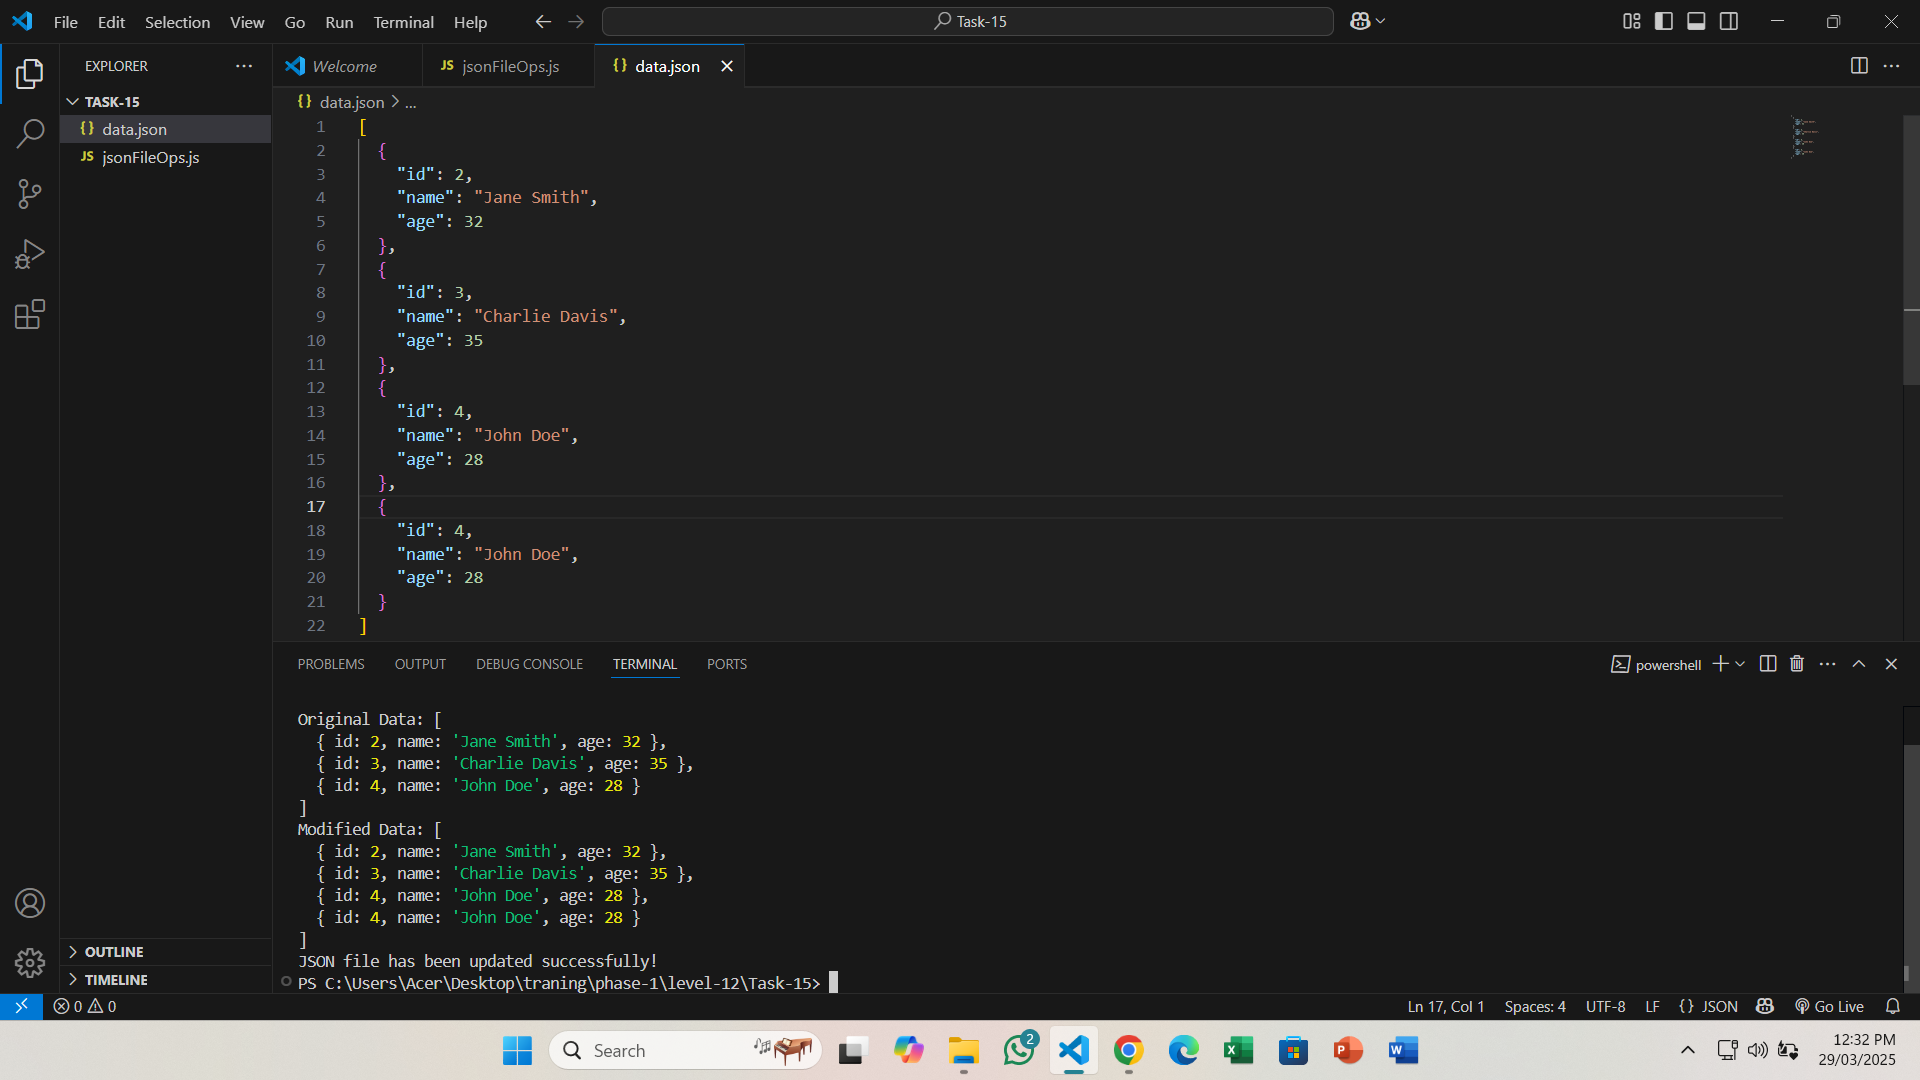 File Edit Selection View Go Run Terminal Help
Task-15
EXPLORER
TASK-15
{} data.json
JS jsonFileOps.js
OUTLINE
TIMELINE
Welcome
JS jsonFileOps.js
{} data.json
{} data.json > ...
1 [
2 {
3 "id": 2,
4 "name": "Jane Smith",
5 "age": 32
6 },
7 {
8 "id": 3,
9 "name": "Charlie Davis",
10 "age": 35
11 },
12 {
13 "id": 4,
14 "name": "John Doe",
15 "age": 28
16 },
17 {
18 "id": 4,
19 "name": "John Doe",
20 "age": 28
21 }
22 ]
PROBLEMS OUTPUT DEBUG CONSOLE TERMINAL PORTS
powershell
Original Data: [
{ id: 2, name: 'Jane Smith', age: 32 },
{ id: 3, name: 'Charlie Davis', age: 35 },
{ id: 4, name: 'John Doe', age: 28 }
]
Modified Data: [
{ id: 2, name: 'Jane Smith', age: 32 },
{ id: 3, name: 'Charlie Davis', age: 35 },
{ id: 4, name: 'John Doe', age: 28 },
{ id: 4, name: 'John Doe', age: 28 }
]
JSON file has been updated successfully!
PS C:\Users\Acer\Desktop\traning\phase-1\level-12\Task-15>
0 0
Ln 17, Col 1 Spaces: 4 UTF-8 LF {} JSON Go Live
Search
2
12:32 PM
29/03/2025